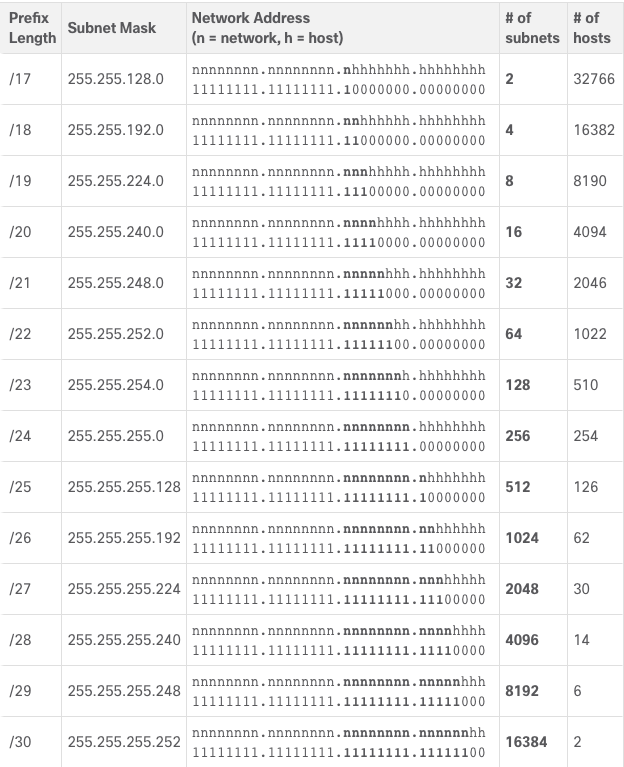 Prefix Length Subnet Mask Network Address (n = network, h = host) # of subnets # of hosts
/17 255.255.128.0 nnnnnnnn.nnnnnnnn.nhhhhhhh.hhhhhhhh 2 32766
11111111.11111111.10000000.00000000
/18 255.255.192.0 nnnnnnnn.nnnnnnnn.nnhhhhhh.hhhhhhhh 4 16382
11111111.11111111.11000000.00000000
/19 255.255.224.0 nnnnnnnn.nnnnnnnn.nnnhhhhh.hhhhhhhh 8 8190
11111111.11111111.11100000.00000000
/20 255.255.240.0 nnnnnnnn.nnnnnnnn.nnnnhhhh.hhhhhhhh 16 4094
11111111.11111111.11110000.00000000
/21 255.255.248.0 nnnnnnnn.nnnnnnnn.nnnnnhhh.hhhhhhhh 32 2046
11111111.11111111.11111000.00000000
/22 255.255.252.0 nnnnnnnn.nnnnnnnn.nnnnnnhh.hhhhhhhh 64 1022
11111111.11111111.11111100.00000000
/23 255.255.254.0 nnnnnnnn.nnnnnnnn.nnnnnnnh.hhhhhhhh 128 510
11111111.11111111.11111110.00000000
/24 255.255.255.0 nnnnnnnn.nnnnnnnn.nnnnnnnn.hhhhhhhh 256 254
11111111.11111111.11111111.00000000
/25 255.255.255.128 nnnnnnnn.nnnnnnnn.nnnnnnnn.nhhhhhhh 512 126
11111111.11111111.11111111.10000000
/26 255.255.255.192 nnnnnnnn.nnnnnnnn.nnnnnnnn.nnhhhhhh 1024 62
11111111.11111111.11111111.11000000
/27 255.255.255.224 nnnnnnnn.nnnnnnnn.nnnnnnnn.nnnhhhhh 2048 30
11111111.11111111.11111111.11100000
/28 255.255.255.240 nnnnnnnn.nnnnnnnn.nnnnnnnn.nnnnhhhh 4096 14
11111111.11111111.11111111.11110000
/29 255.255.255.248 nnnnnnnn.nnnnnnnn.nnnnnnnn.nnnnnhhh 8192 6
11111111.11111111.11111111.11111000
/30 255.255.255.252 nnnnnnnn.nnnnnnnn.nnnnnnnn.nnnnnnhh 16384 2
11111111.11111111.11111111.11111100